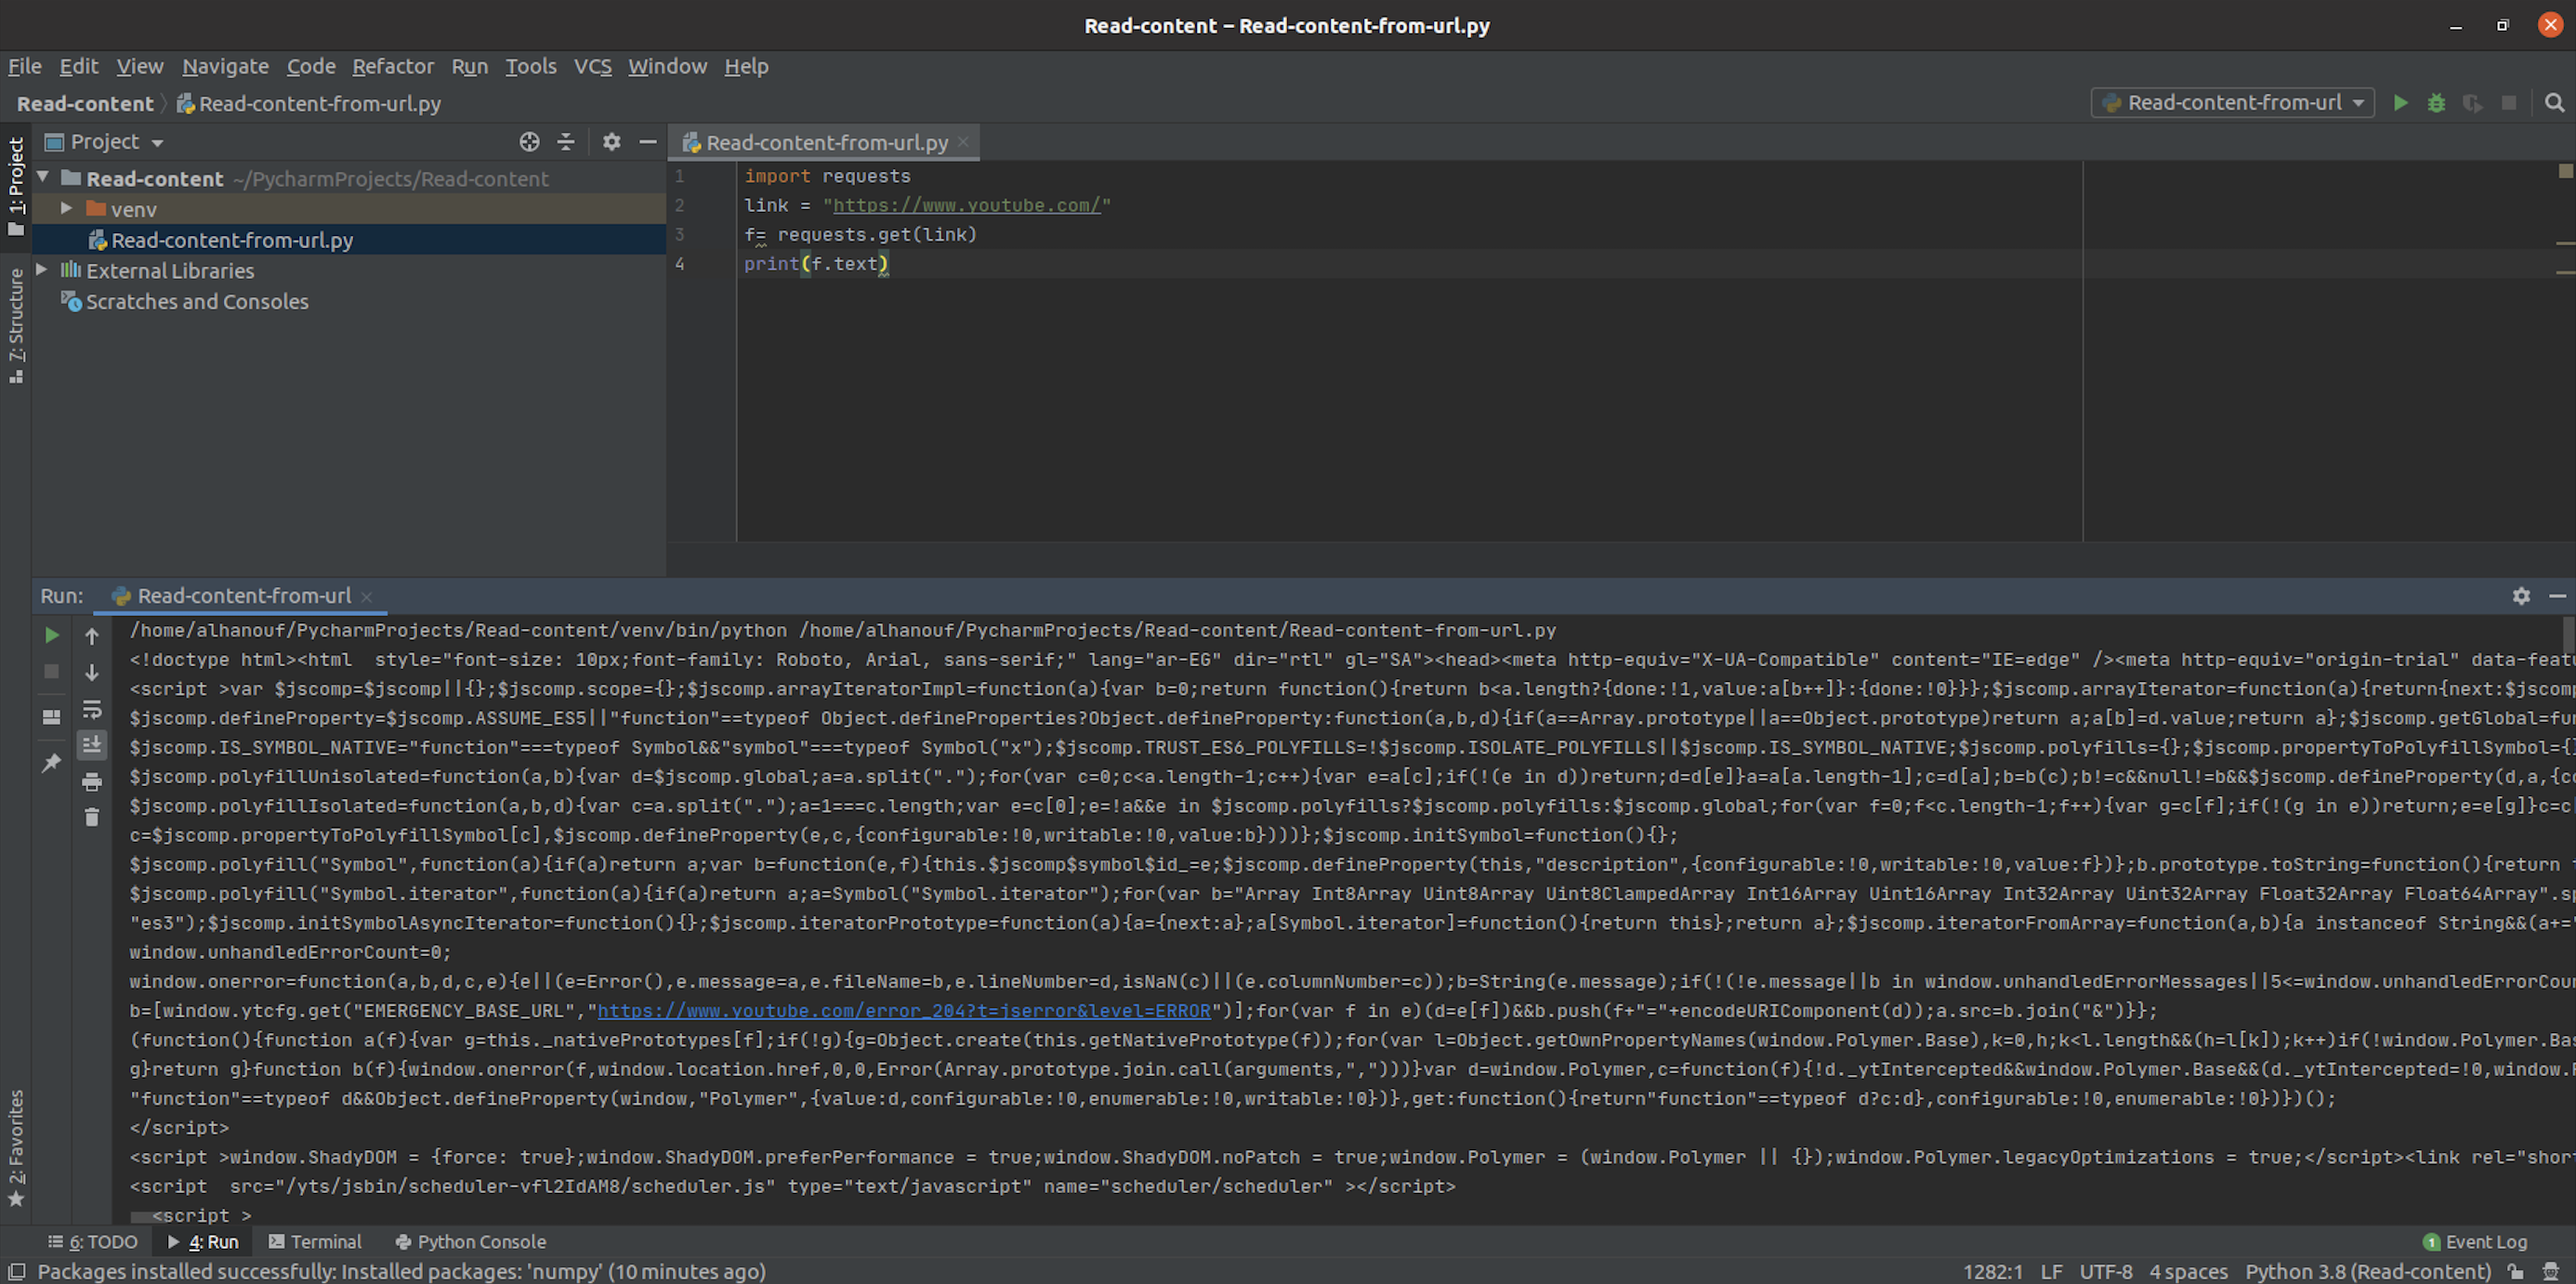 Read-content – Read-content-from-url.py
File Edit View Navigate Code Refactor Run Tools VCS Window Help
Read-content Read-content-from-url.py
Read-content-from-url
1: Project
7: Structure
2: Favorites
Project
Read-content ~/PycharmProjects/Read-content
venv
Read-content-from-url.py
External Libraries
Scratches and Consoles
Read-content-from-url.py
1 import requests
2 link = "https://www.youtube.com/"
3 f= requests.get(link)
4 print(f.text)
Run: Read-content-from-url
/home/alhanouf/PycharmProjects/Read-content/venv/bin/python /home/alhanouf/PycharmProjects/Read-content/Read-content-from-url.py
<!doctype html><html  style="font-size: 10px;font-family: Roboto, Arial, sans-serif;" lang="ar-EG" dir="rtl" gl="SA"><head><meta http-equiv="X-UA-Compatible" content="IE=edge" /><meta http-equiv="origin-trial" data-featu
<script >var $jscomp=$jscomp||{};$jscomp.scope={};$jscomp.arrayIteratorImpl=function(a){var b=0;return function(){return b<a.length?{done:!1,value:a[b++]}:{done:!0}}};$jscomp.arrayIterator=function(a){return{next:$jscomp
$jscomp.defineProperty=$jscomp.ASSUME_ES5||"function"==typeof Object.defineProperties?Object.defineProperty:function(a,b,d){if(a==Array.prototype||a==Object.prototype)return a;a[b]=d.value;return a};$jscomp.getGlobal=fun
$jscomp.IS_SYMBOL_NATIVE="function"===typeof Symbol&&"symbol"===typeof Symbol("x");$jscomp.TRUST_ES6_POLYFILLS=!$jscomp.ISOLATE_POLYFILLS||$jscomp.IS_SYMBOL_NATIVE;$jscomp.polyfills={};$jscomp.propertyToPolyfillSymbol={}
$jscomp.polyfillUnisolated=function(a,b){var d=$jscomp.global;a=a.split(".");for(var c=0;c<a.length-1;c++){var e=a[c];if(!(e in d))return;d=d[e]}a=a[a.length-1];c=d[a];b=b(c);b!=c&&null!=b&&$jscomp.defineProperty(d,a,{co
$jscomp.polyfillIsolated=function(a,b,d){var c=a.split(".");a=1===c.length;var e=c[0];e=!a&&e in $jscomp.polyfills?$jscomp.polyfills:$jscomp.global;for(var f=0;f<c.length-1;f++){var g=c[f];if(!(g in e))return;e=e[g]}c=c[
c=$jscomp.propertyToPolyfillSymbol[c],$jscomp.defineProperty(e,c,{configurable:!0,writable:!0,value:b})))};$jscomp.initSymbol=function(){};
$jscomp.polyfill("Symbol",function(a){if(a)return a;var b=function(e,f){this.$jscomp$symbol$id_=e;$jscomp.defineProperty(this,"description",{configurable:!0,writable:!0,value:f})};b.prototype.toString=function(){return t
$jscomp.polyfill("Symbol.iterator",function(a){if(a)return a;a=Symbol("Symbol.iterator");for(var b="Array Int8Array Uint8Array Uint8ClampedArray Int16Array Uint16Array Int32Array Uint32Array Float32Array Float64Array".sp
"es3");$jscomp.initSymbolAsyncIterator=function(){};$jscomp.iteratorPrototype=function(a){a={next:a};a[Symbol.iterator]=function(){return this};return a};$jscomp.iteratorFromArray=function(a,b){a instanceof String&&(a+="
window.unhandledErrorCount=0;
window.onerror=function(a,b,d,c,e){e||(e=Error(),e.message=a,e.fileName=b,e.lineNumber=d,isNaN(c)||(e.columnNumber=c));b=String(e.message);if(!(!e.message||b in window.unhandledErrorMessages||5<=window.unhandledErrorCoun
b=[window.ytcfg.get("EMERGENCY_BASE_URL","https://www.youtube.com/error_204?t=jserror&level=ERROR")];for(var f in e)(d=e[f])&&b.push(f+"="+encodeURIComponent(d));a.src=b.join("&")}};
(function(){function a(f){var g=this._nativePrototypes[f];if(!g){g=Object.create(this.getNativePrototype(f));for(var l=Object.getOwnPropertyNames(window.Polymer.Base),k=0,h;k<l.length&&(h=l[k]);k++)if(!window.Polymer.Bas
g}return g}function b(f){window.onerror(f,window.location.href,0,0,Error(Array.prototype.join.call(arguments,",")))}var d=window.Polymer,c=function(f){!d._ytIntercepted&&window.Polymer.Base&&(d._ytIntercepted=!0,window.P
"function"==typeof d&&Object.defineProperty(window,"Polymer",{value:d,configurable:!0,enumerable:!0,writable:!0})},get:function(){return"function"==typeof d?c:d},configurable:!0,enumerable:!0})})();
</script>
<script >window.ShadyDOM = {force: true};window.ShadyDOM.preferPerformance = true;window.ShadyDOM.noPatch = true;window.Polymer = (window.Polymer || {});window.Polymer.legacyOptimizations = true;</script><link rel="shor
<script  src="/yts/jsbin/scheduler-vfl2IdAM8/scheduler.js" type="text/javascript" name="scheduler/scheduler" ></script>
<script >
6: TODO 4: Run Terminal Python Console 1 Event Log
Packages installed successfully: Installed packages: 'numpy' (10 minutes ago) 1282:1 LF UTF-8 4 spaces Python 3.8 (Read-content)